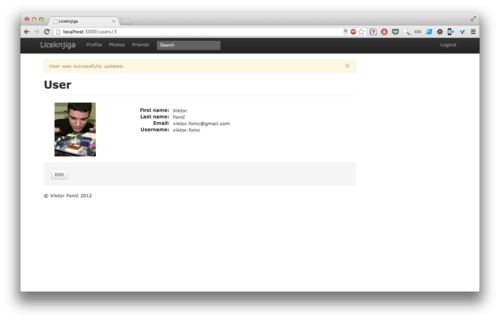 Liceknjiga
localhost:3000/users/3
Liceknjiga Profile Photos Friends Search Logout
User was successfully updated. ×
User
First name: Viktor
Last name: Fonić
Email: viktor.fonic@gmail.com
Username: viktor.fonic
Edit
© Viktor Fonić 2012